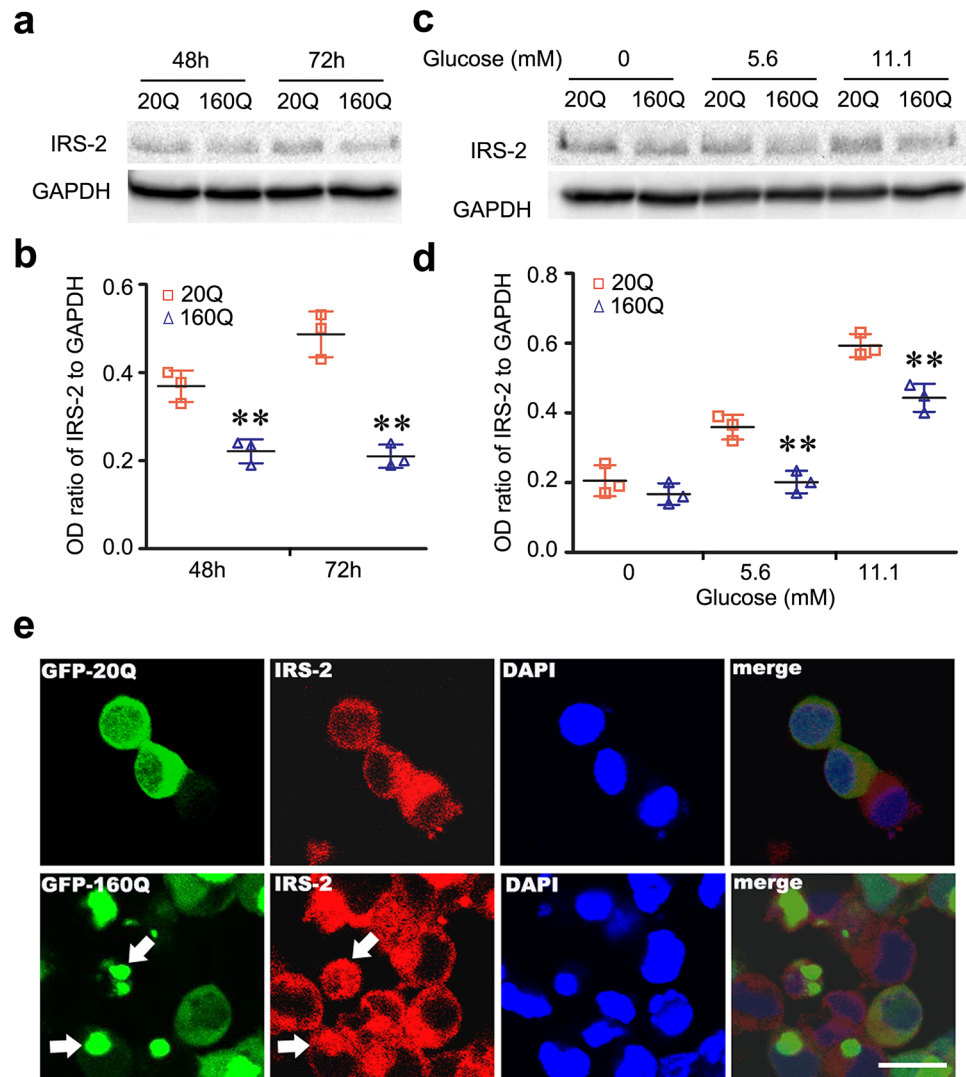 a
48h 72h
20Q 160Q 20Q 160Q
IRS-2
GAPDH
b
OD ratio of IRS-2 to GAPDH
0.6
0.4
0.2
0.0
20Q
160Q
** **
48h 72h
c
Glucose (mM) 0 5.6 11.1
20Q 160Q 20Q 160Q 20Q 160Q
IRS-2
GAPDH
d
OD ratio of IRS-2 to GAPDH
0.8
0.6
0.4
0.2
0.0
20Q
160Q
**
**
0 5.6 11.1
Glucose (mM)
e
GFP-20Q IRS-2 DAPI merge
GFP-160Q IRS-2 DAPI merge